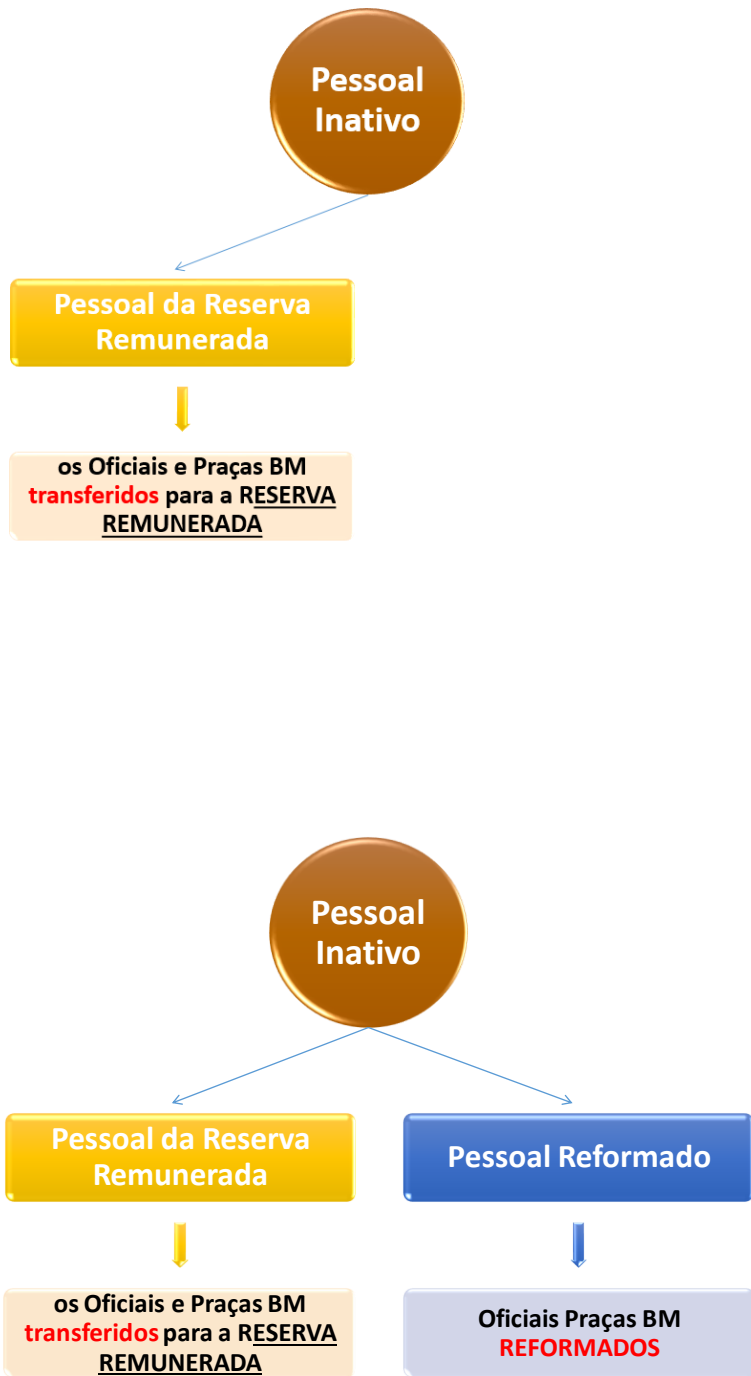 Pessoal
Inativo
Pessoal da Reserva
Remunerada
os Oficiais e Praças BM
transferidos para a RESERVA
REMUNERADA
Pessoal
Inativo
Pessoal da Reserva
Remunerada
Pessoal Reformado
os Oficiais e Praças BM
transferidos para a RESERVA
REMUNERADA
Oficiais Praças BM
REFORMADOS